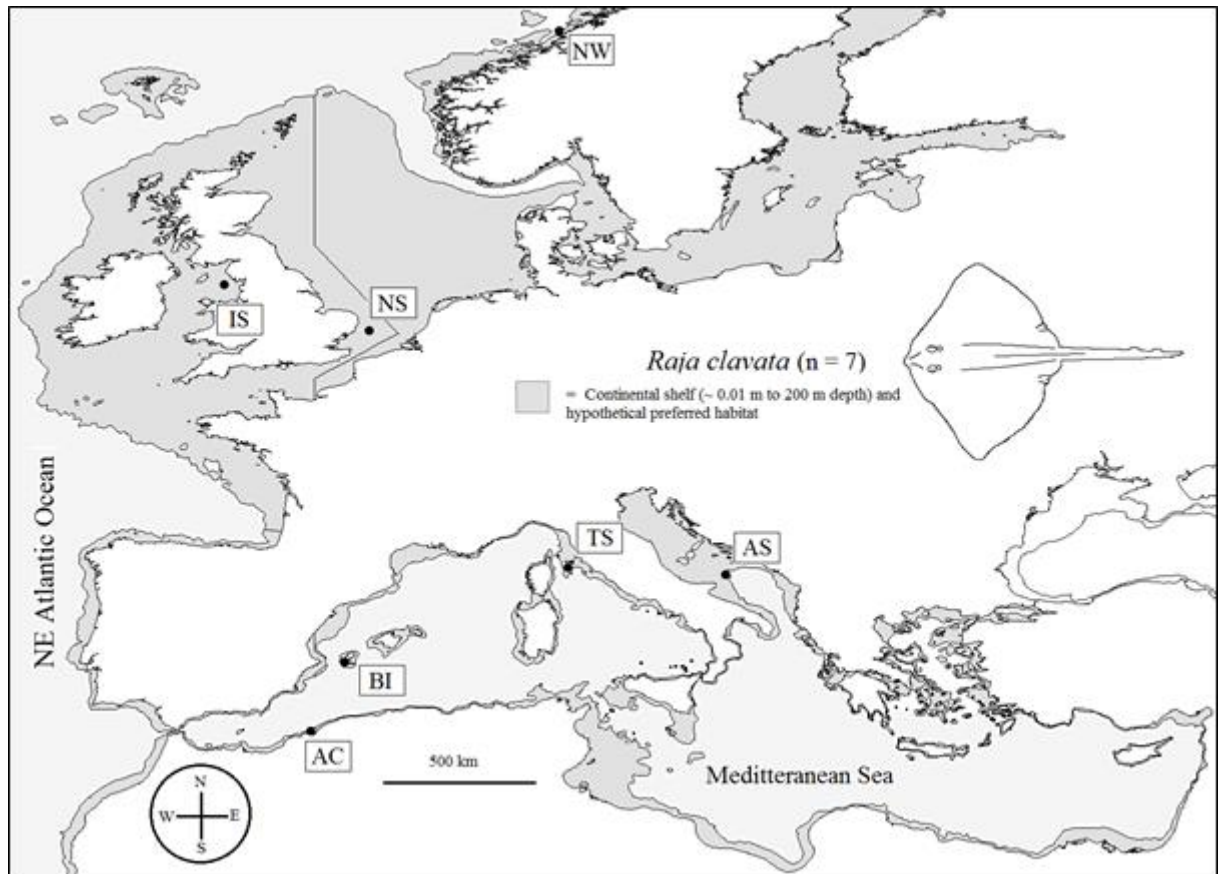 NW
NS
IS
Raja clavata (n = 7)
= Continental shelf (~ 0.01 m to 200 m depth) and
hypothetical preferred habitat
NE Atlantic Ocean
TS
AS
BI
AC
500 km
Meditteranean Sea
N
W E
S